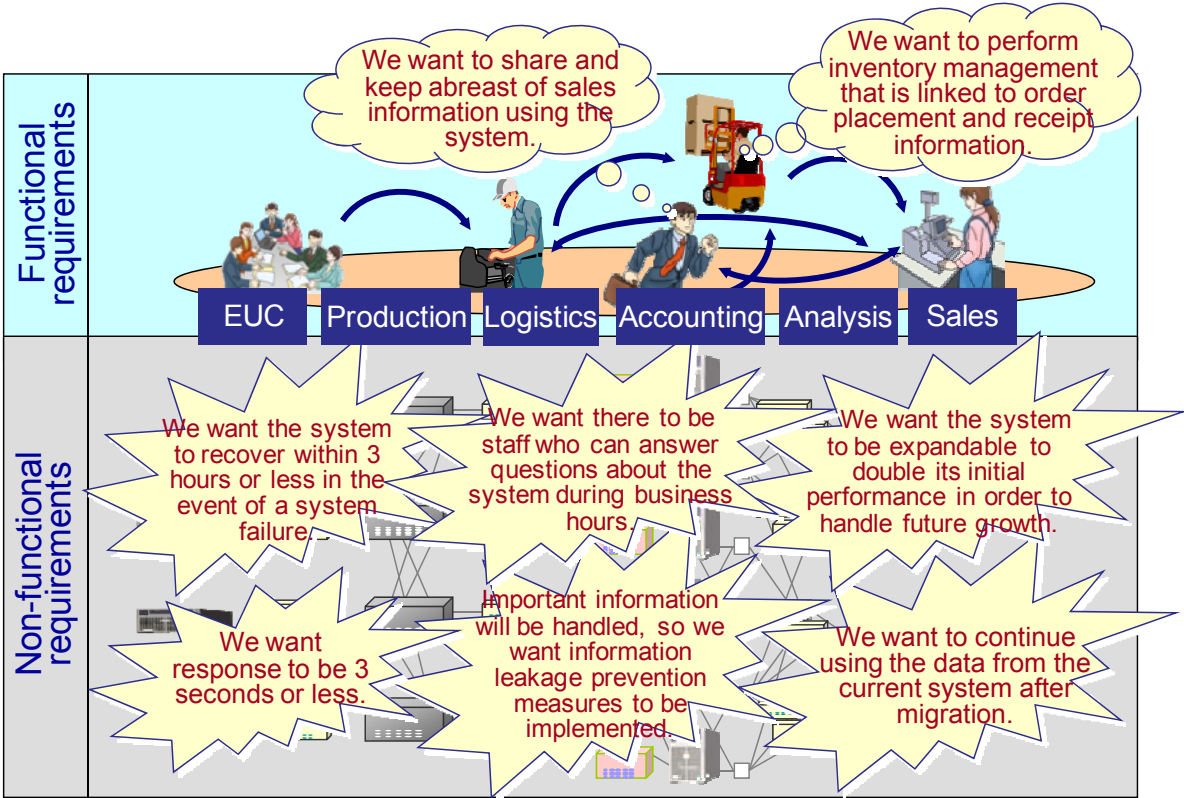 Functional
requirements
We want to share and
keep abreast of sales
information using the
system.
We want to perform
inventory management
that is linked to order
placement and receipt
information.
EUC
Production
Logistics
Accounting
Analysis
Sales
Non-functional
requirements
We want the system
to recover within 3
hours or less in the
event of a system
failure.
We want there to be
staff who can answer
questions about the
system during business
hours.
We want the system
to be expandable to
double its initial
performance in order to
handle future growth.
We want
response to be 3
seconds or less.
Important information
will be handled, so we
want information
leakage prevention
measures to be
implemented.
We want to continue
using the data from the
current system after
migration.